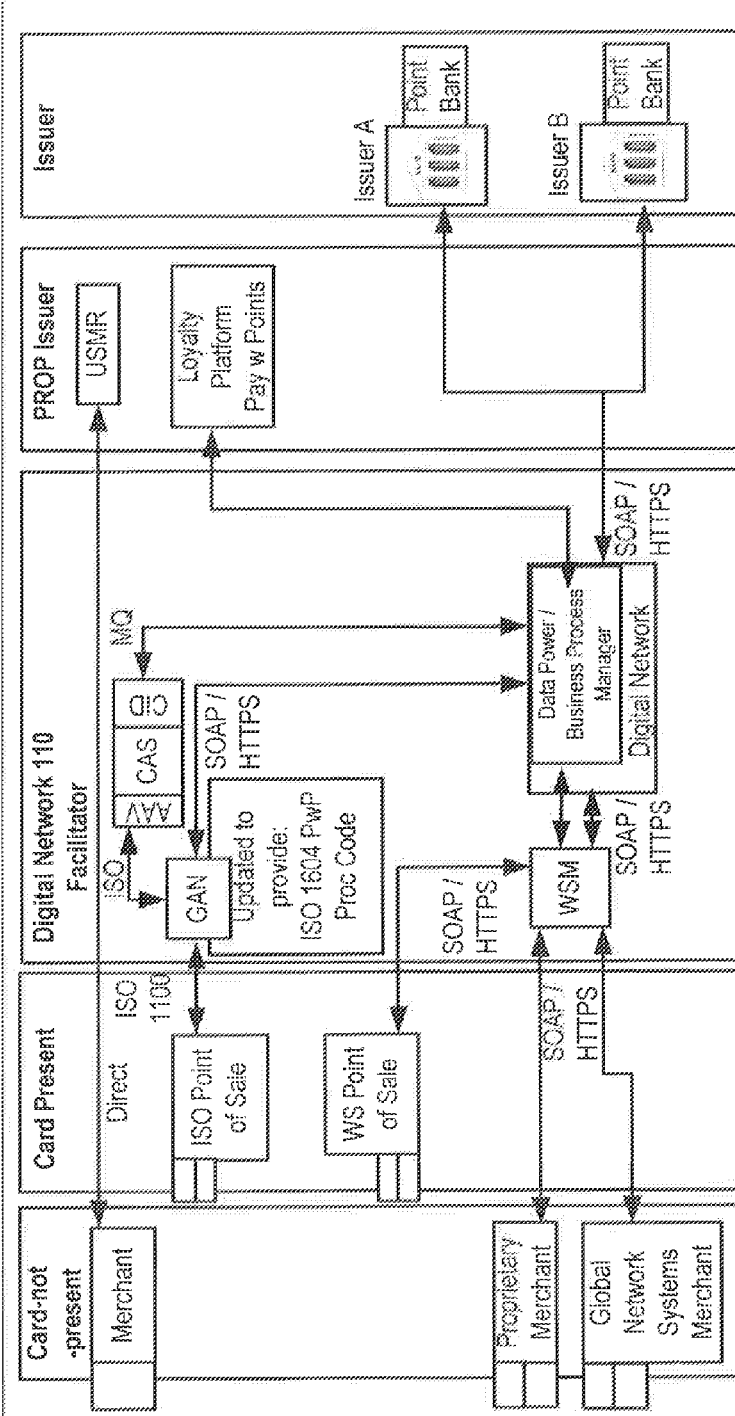 Card-not
-present
Merchant
Proprietary
Merchant
Global
Network
Systems
Merchant
Card Present
Direct
ISO
1100
ISO Point
of Sale
WS Point
of Sale
SOAP /
HTTPS
Digital Network 110
Facilitator
ISO
AAV
CAS
CID
MQ
GAN
Updated to
provide:
ISO 1604 PwP
Proc Code
SOAP /
HTTPS
SOAP /
HTTPS
WSM
SOAP /
HTTPS
Data Power /
Business Process
Manager
Digital Network
SOAP /
HTTPS
PROP Issuer
USMR
Loyalty
Platform
Pay w Points
Issuer
Issuer A
Point
Bank
Issuer B
Point
Bank